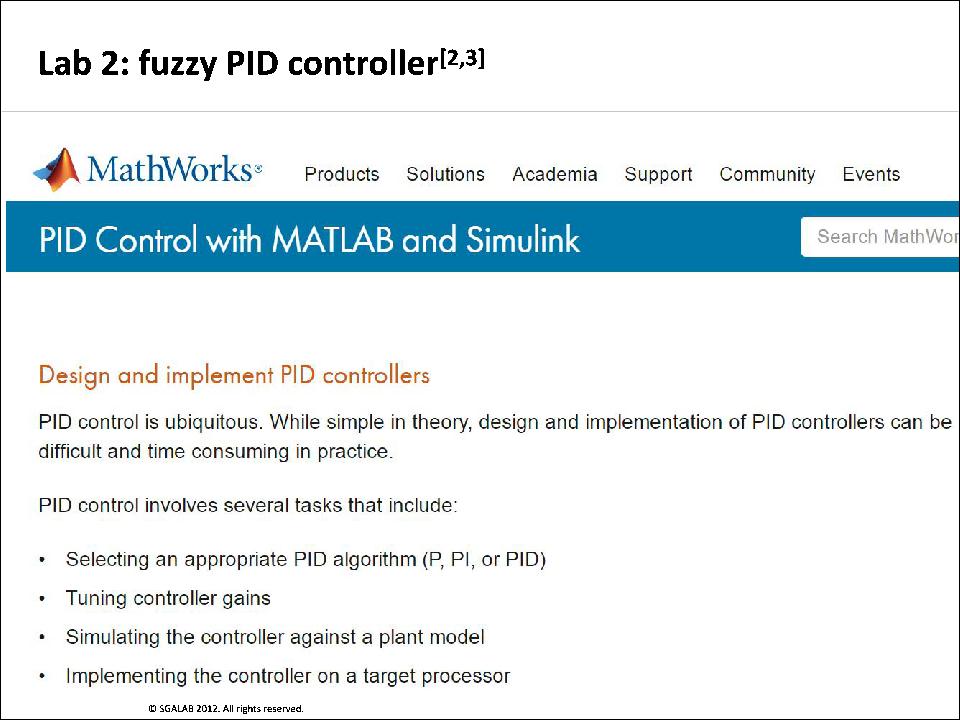 Lab 2: fuzzy PID controller[2,3]
MathWorks®
Products Solutions Academia Support Community Events
PID Control with MATLAB and Simulink
Search MathWor
Design and implement PID controllers
PID control is ubiquitous. While simple in theory, design and implementation of PID controllers can be
difficult and time consuming in practice.
PID control involves several tasks that include:
• Selecting an appropriate PID algorithm (P, PI, or PID)
• Tuning controller gains
• Simulating the controller against a plant model
• Implementing the controller on a target processor
© SGALAB 2012. All rights reserved.